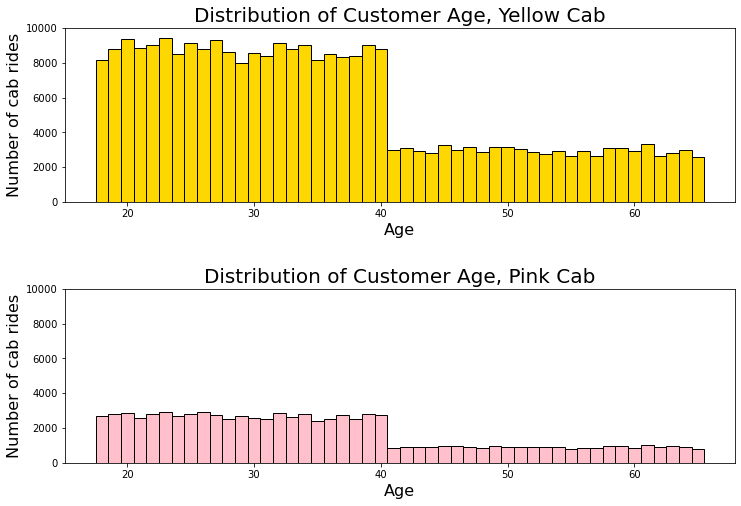 Distribution of Customer Age, Yellow Cab
10000
8000
6000
4000
2000
0
Number of cab rides
20 30 40 50 60
Age
Distribution of Customer Age, Pink Cab
10000
8000
6000
4000
2000
0
Number of cab rides
20 30 40 50 60
Age